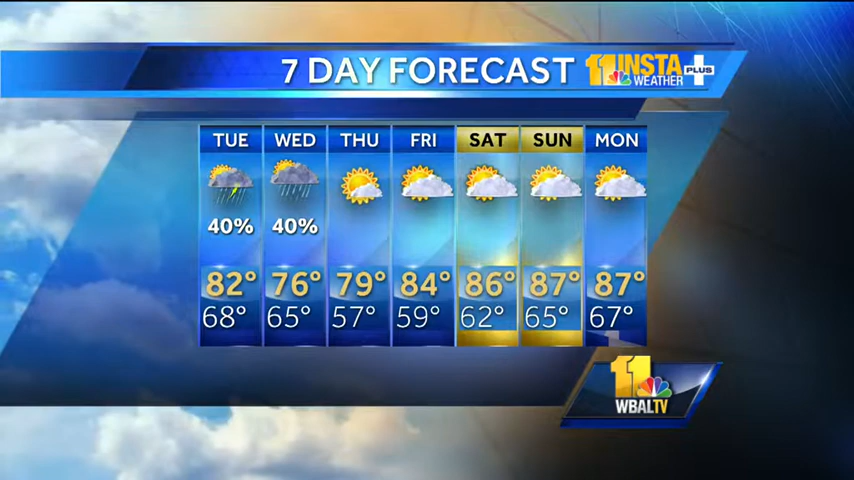 7 DAY FORECAST 11 INSTA WEATHER PLUS
TUE WED THU FRI SAT SUN MON
40% 40%
82° 76° 79° 84° 86° 87° 87°
68° 65° 57° 59° 62° 65° 67°
11
WBALTV